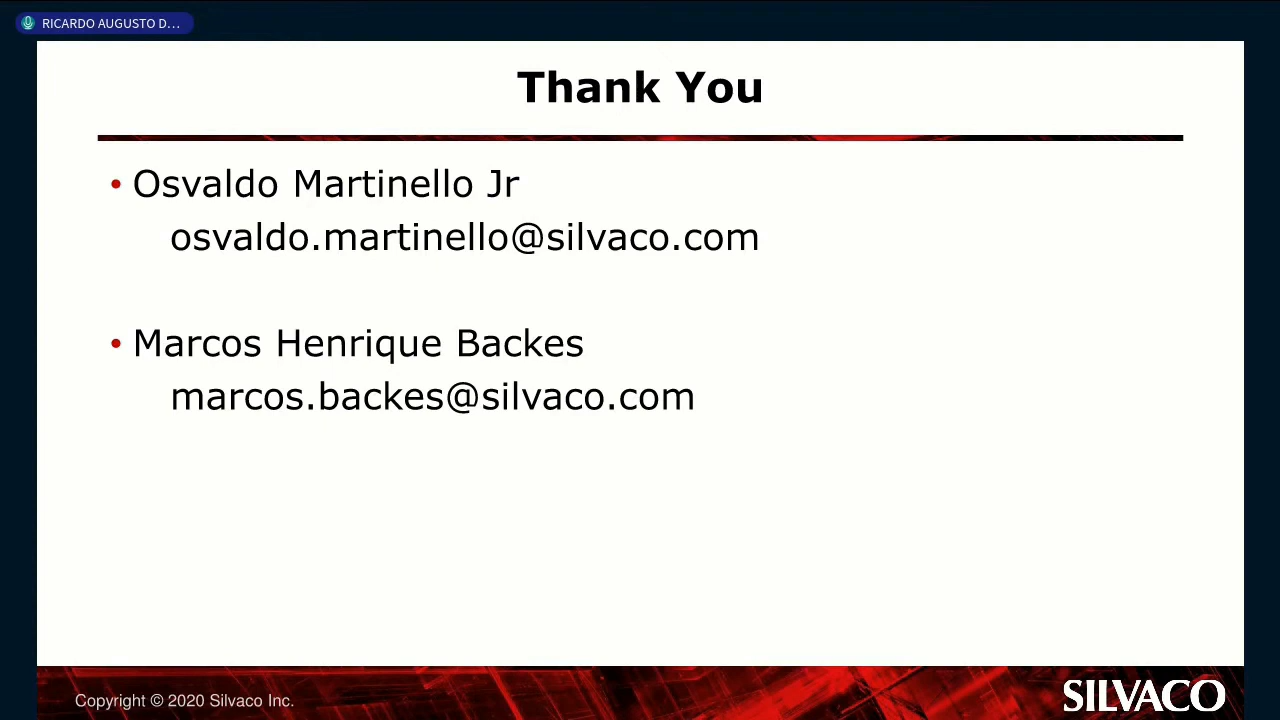 RICARDO AUGUSTO D...
Thank You
• Osvaldo Martinello Jr
osvaldo.martinello@silvaco.com
• Marcos Henrique Backes
marcos.backes@silvaco.com
Copyright © 2020 Silvaco Inc.
SILVACO